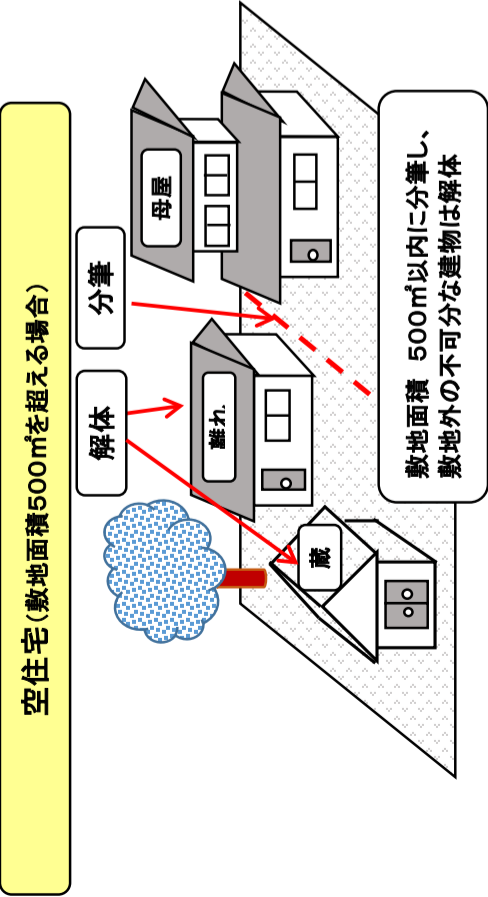 空住宅（敷地面積500㎡を超える場合）
解体
分筆
母屋
離れ
蔵
敷地面積　500㎡以内に分筆し、
敷地外の不可分な建物は解体